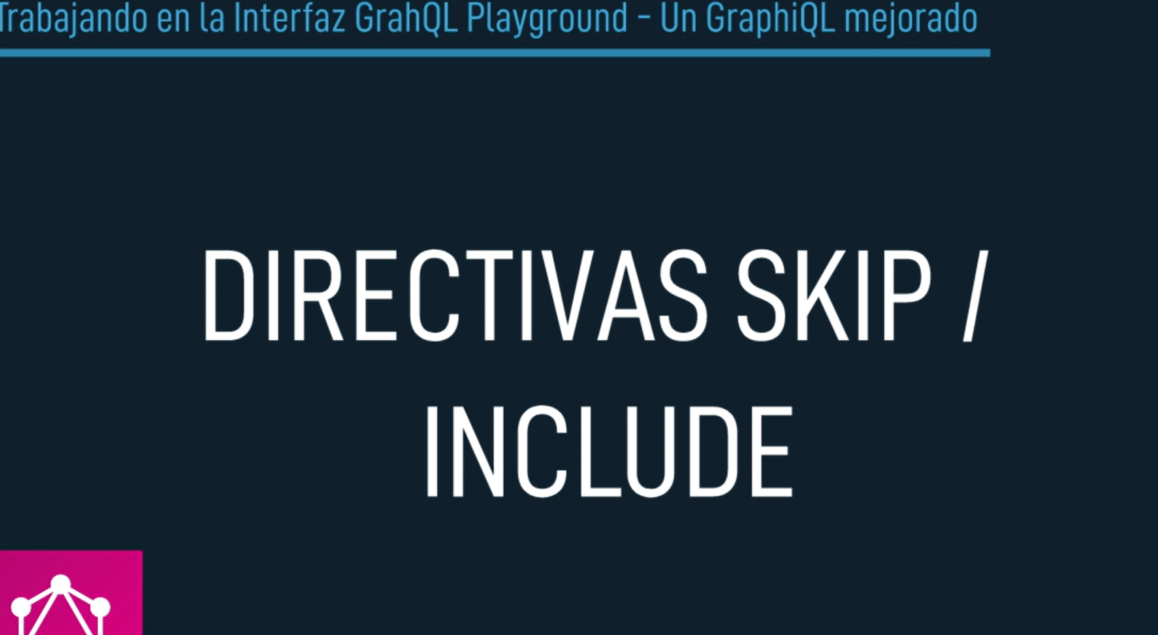 Trabajando en la Interfaz GrahQL Playground - Un GraphiQL mejorado
DIRECTIVAS SKIP /
INCLUDE